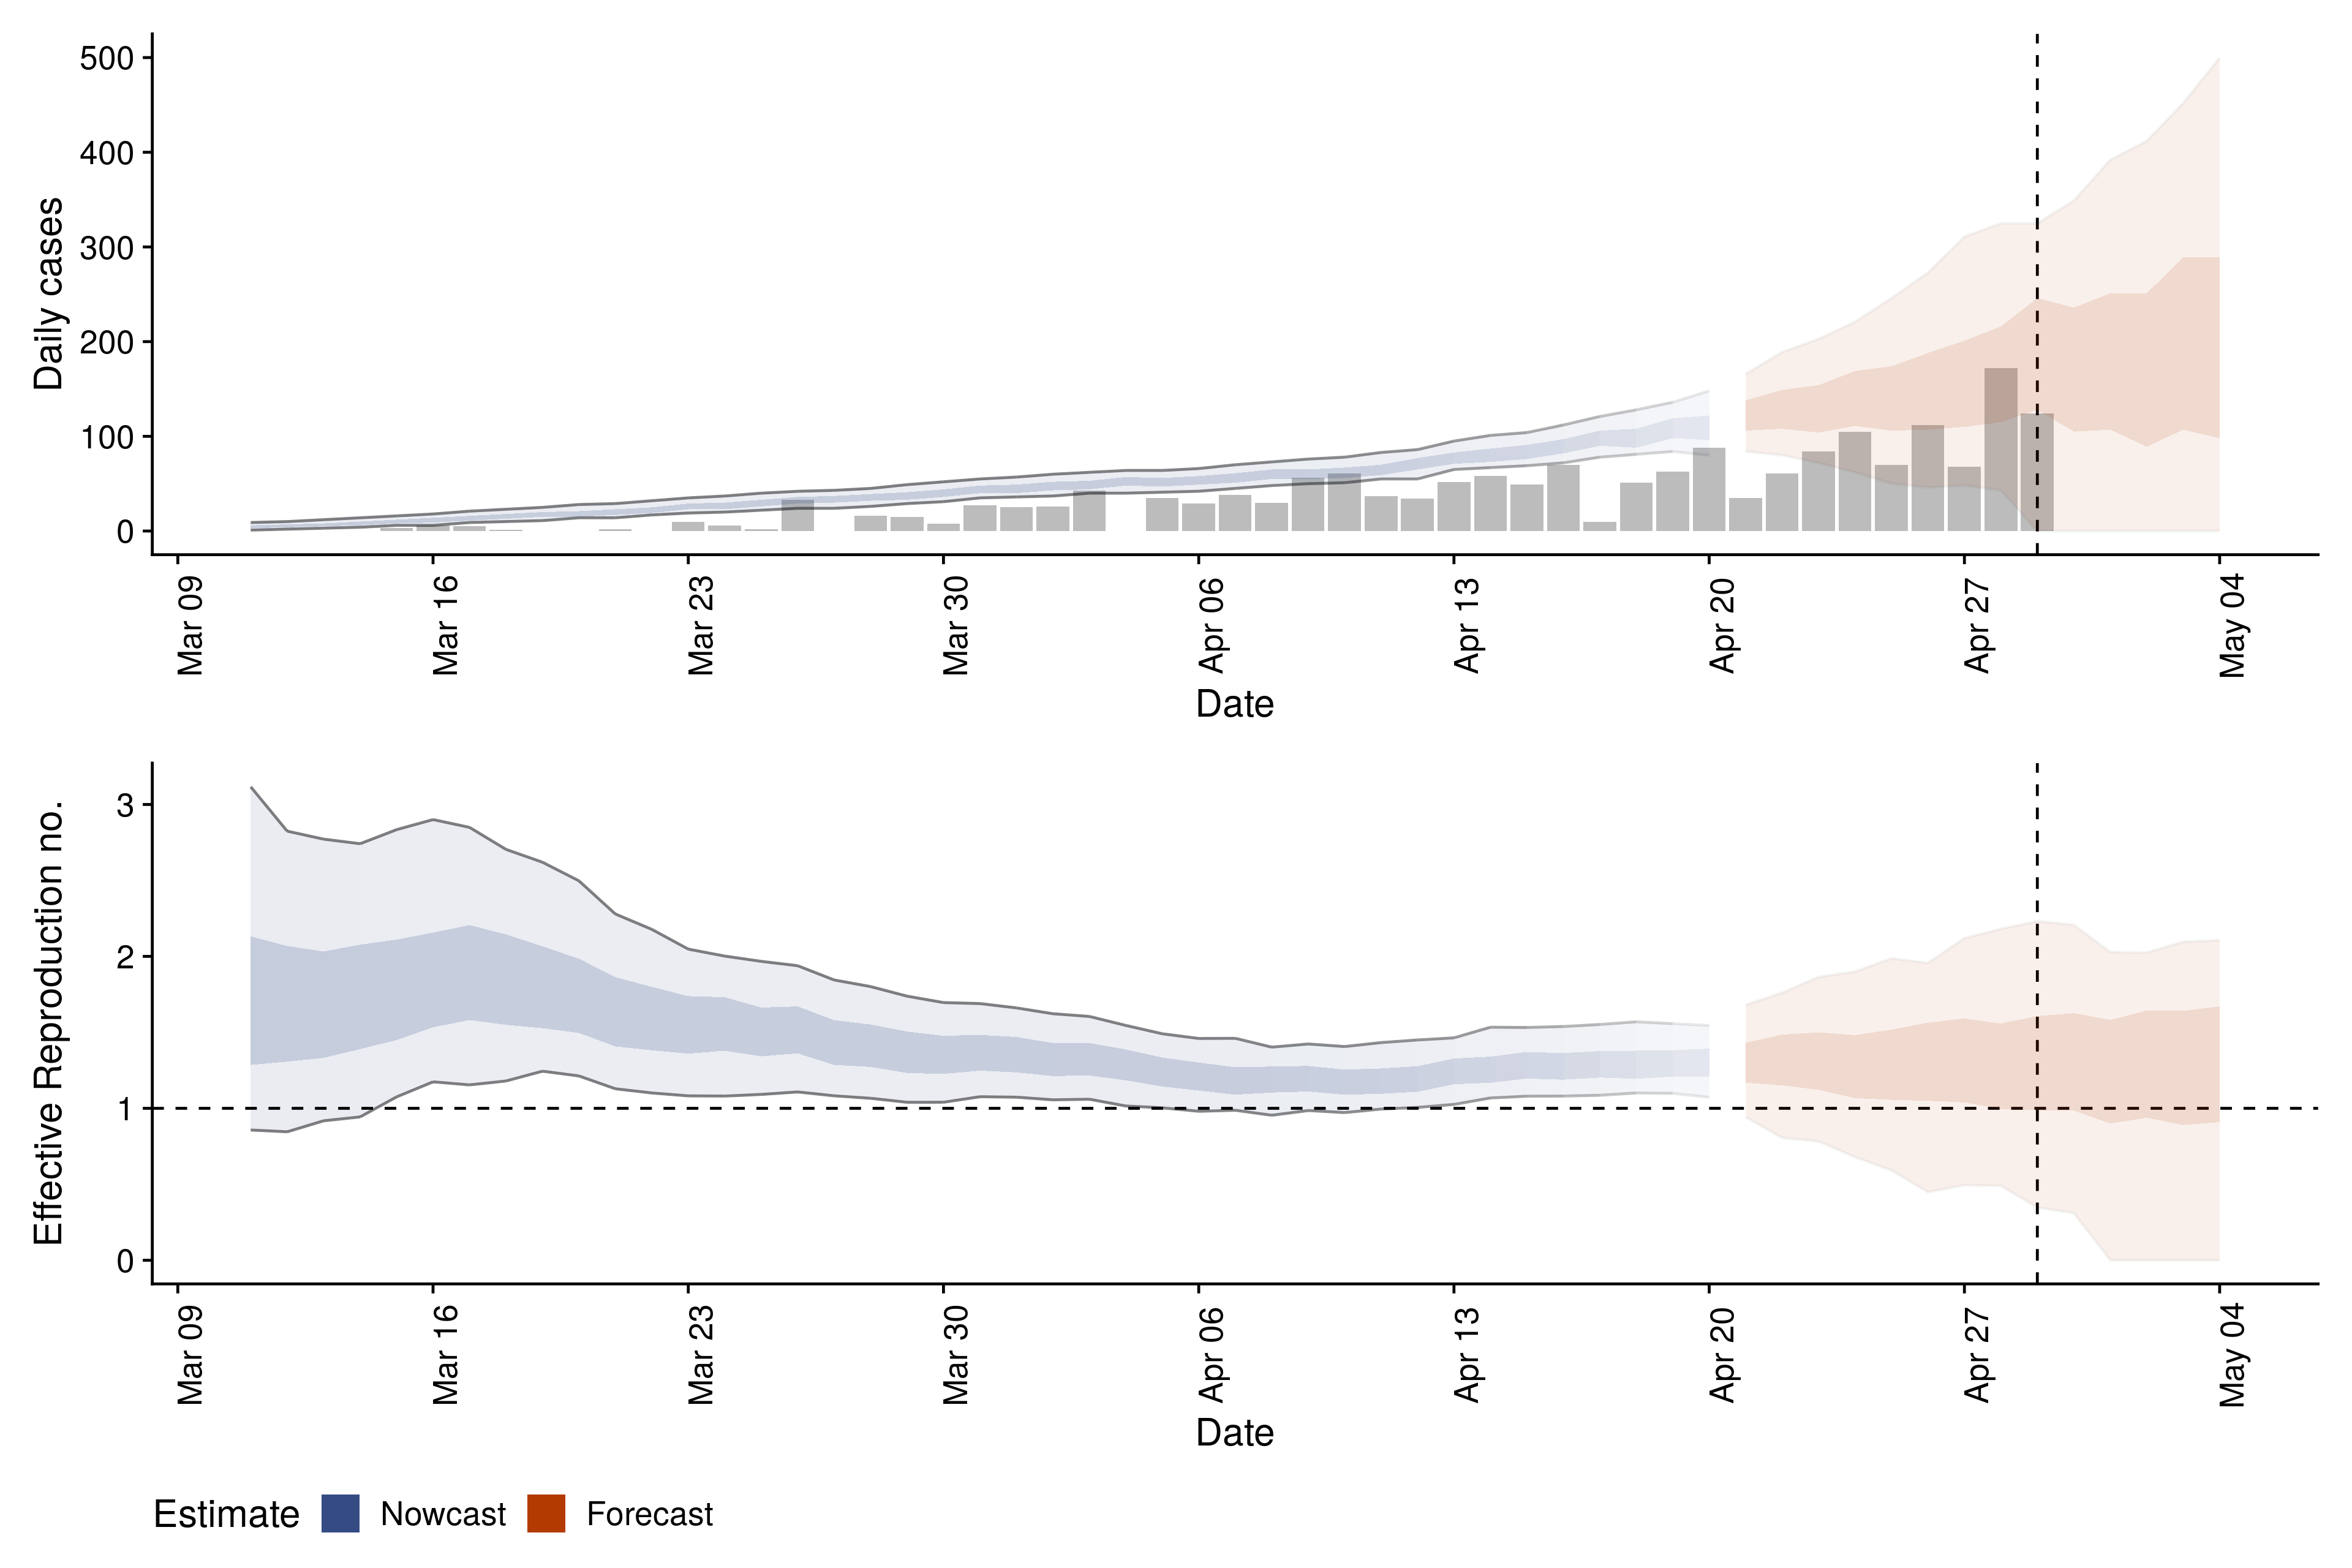 500
400
300
200
100
0
Daily cases
Mar 09 Mar 16 Mar 23 Mar 30 Apr 06 Apr 13 Apr 20 Apr 27 May 04
Date
3
2
1
0
Effective Reproduction no.
Mar 09 Mar 16 Mar 23 Mar 30 Apr 06 Apr 13 Apr 20 Apr 27 May 04
Date
Estimate Nowcast Forecast